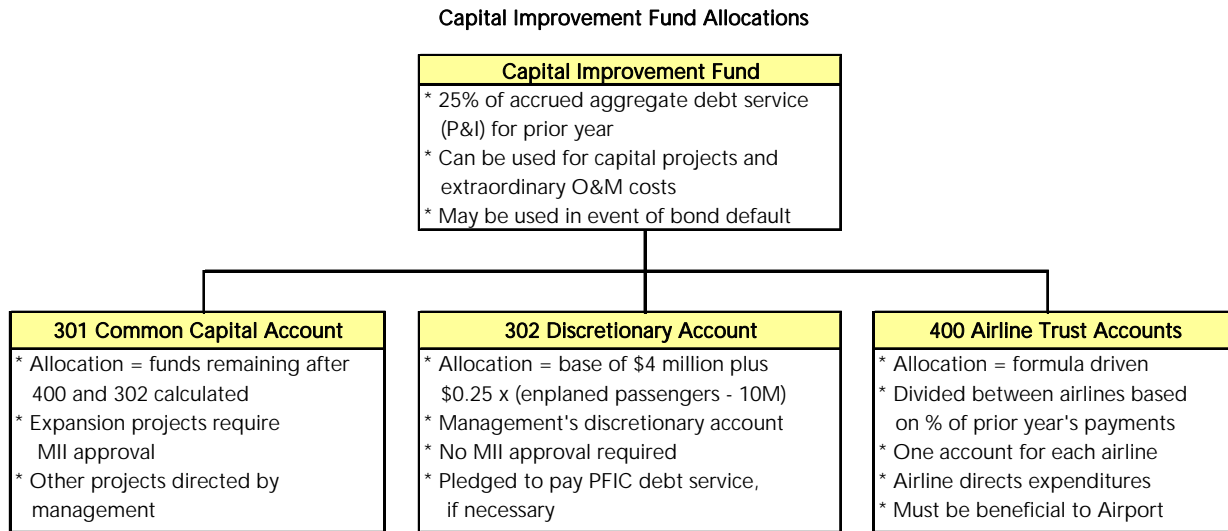 Capital Improvement Fund Allocations
Capital Improvement Fund
* 25% of accrued aggregate debt service
(P&I) for prior year
* Can be used for capital projects and
extraordinary O&M costs
* May be used in event of bond default
301 Common Capital Account
* Allocation = funds remaining after
400 and 302 calculated
* Expansion projects require
MII approval
* Other projects directed by
management
302 Discretionary Account
* Allocation = base of $4 million plus
$0.25 x (enplaned passengers - 10M)
* Management's discretionary account
* No MII approval required
* Pledged to pay PFIC debt service,
if necessary
400 Airline Trust Accounts
* Allocation = formula driven
* Divided between airlines based
on % of prior year's payments
* One account for each airline
* Airline directs expenditures
* Must be beneficial to Airport